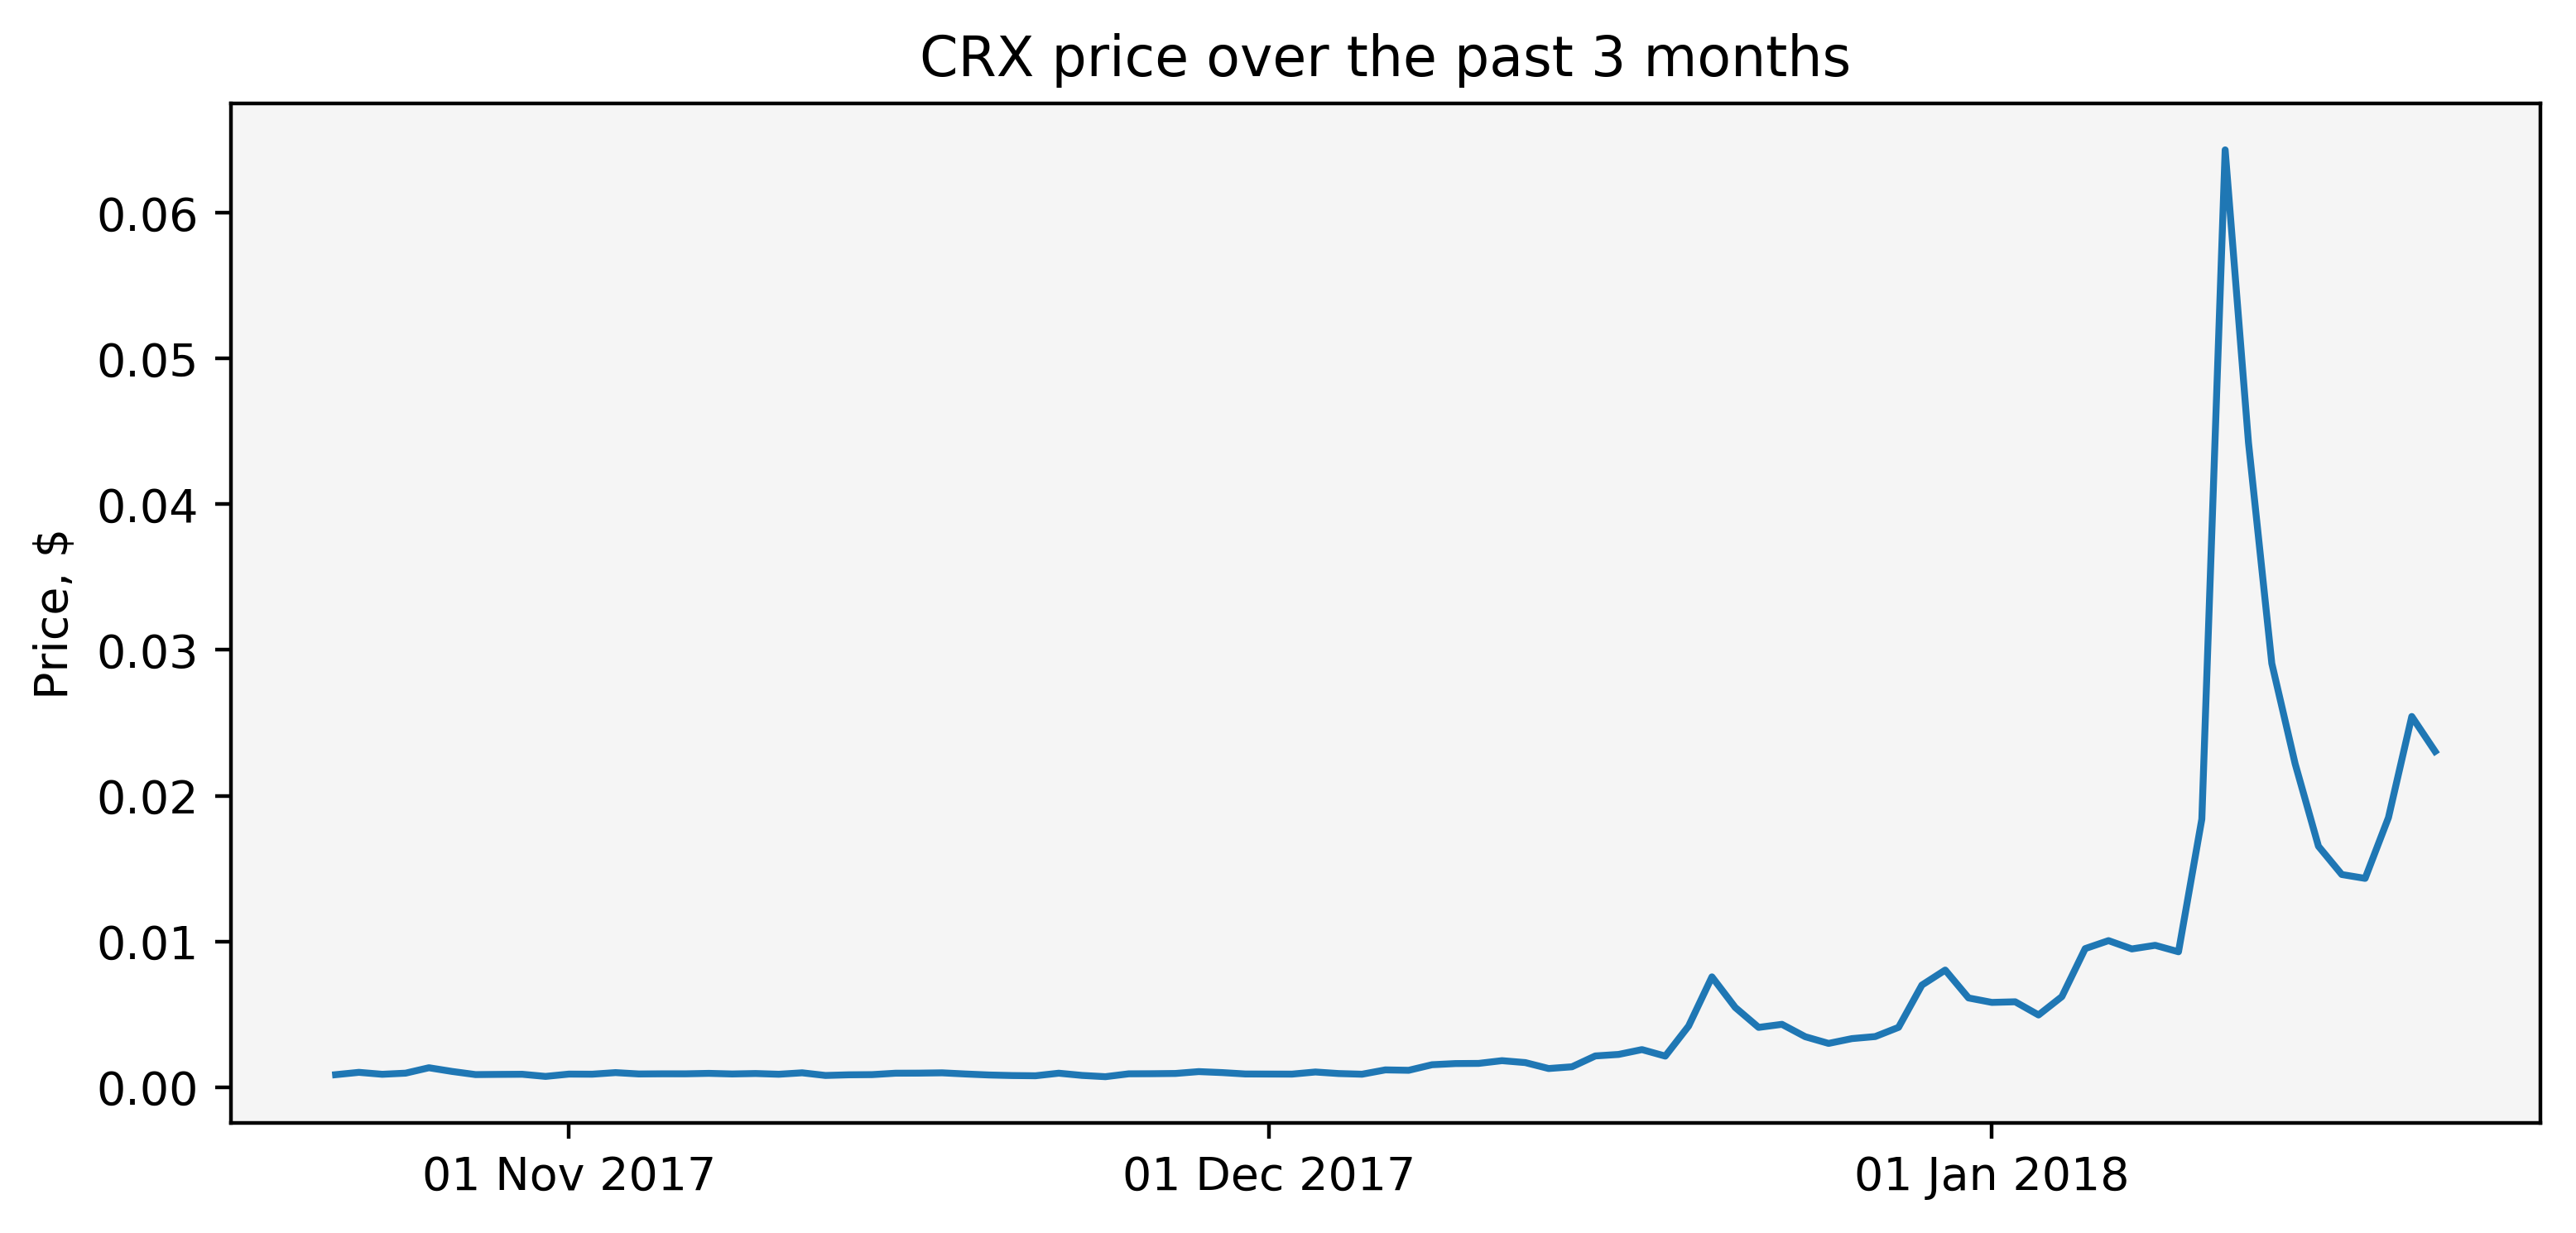 CRX price over the past 3 months
Price, $
0.06
0.05
0.04
0.03
0.02
0.01
0.00
01 Nov 2017
01 Dec 2017
01 Jan 2018